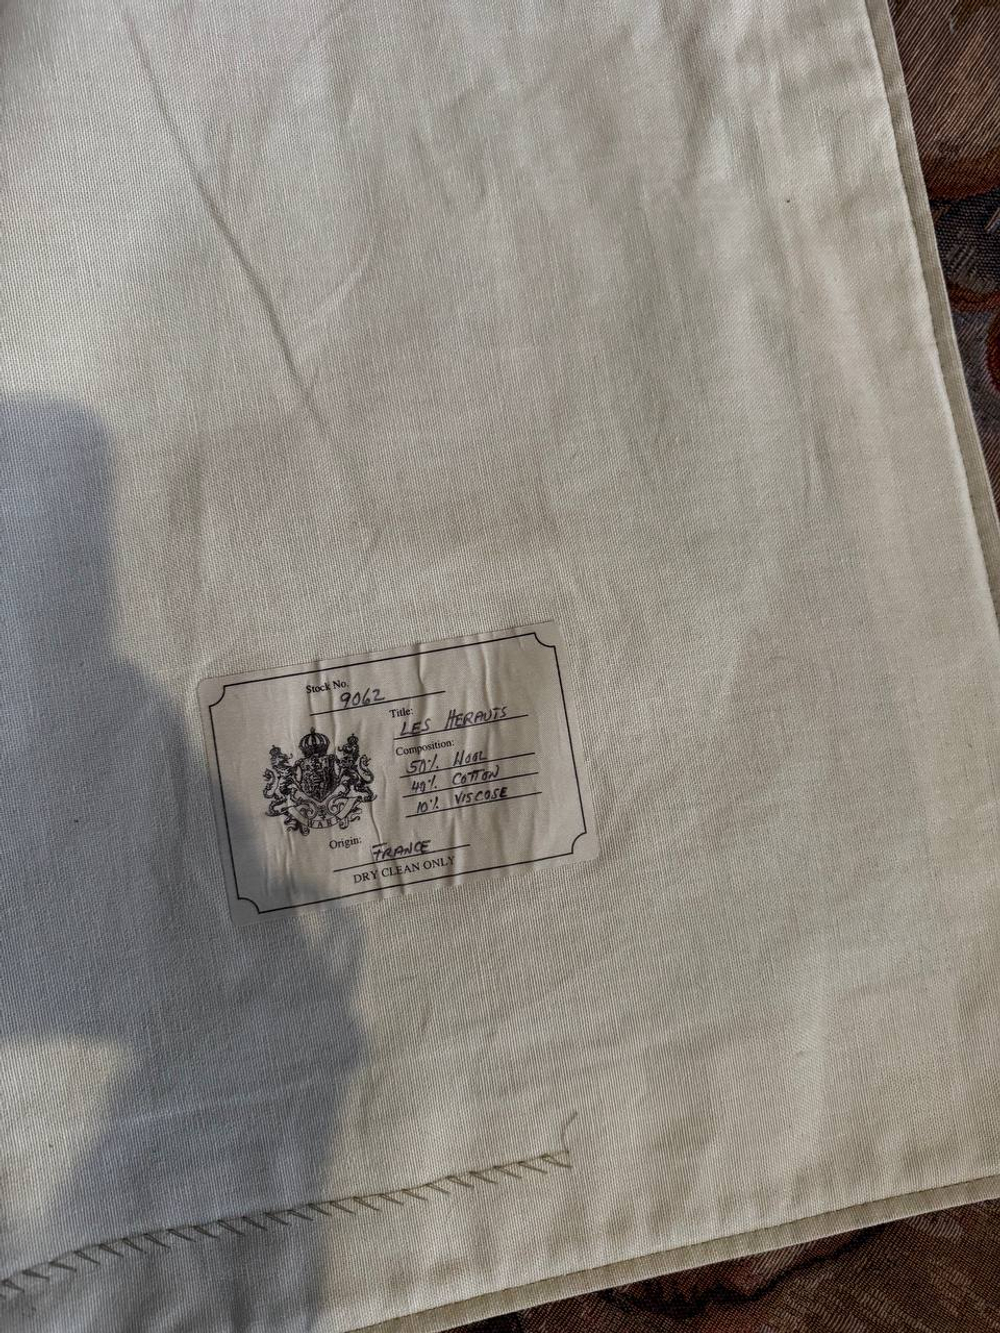 Stock No.
9062
Title:
LES HERAUTS
Composition:
50% WOOL
40% COTTON
10% VISCOSE
Origin: FRANCE
DRY CLEAN ONLY